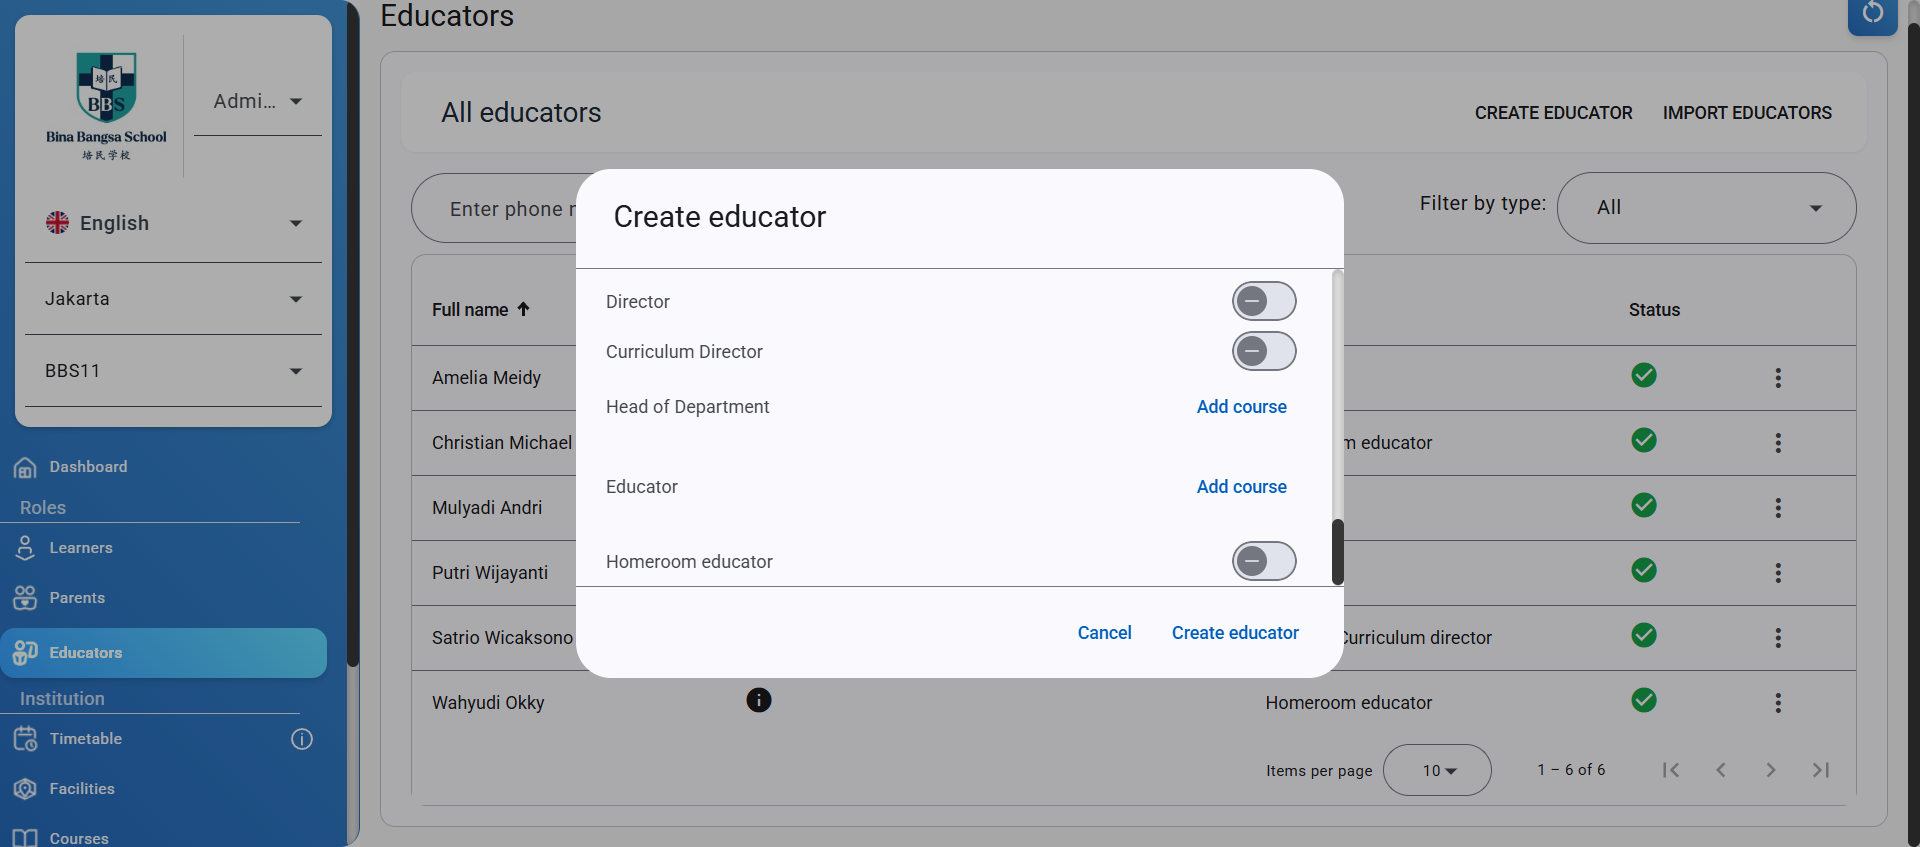 Educators
培民
BBS
Bina Bangsa School
培民学校
Admi...
English
Jakarta
BBS11
Dashboard
Roles
Learners
Parents
Educators
Institution
Timetable
Facilities
Courses
All educators
CREATE EDUCATOR
IMPORT EDUCATORS
Enter phone
Filter by type:
All
Full name
Status
Amelia Meidy
Christian Michael
m educator
Mulyadi Andri
Putri Wijayanti
Satrio Wicaksono
Curriculum director
Wahyudi Okky
Homeroom educator
Items per page
10
1 – 6 of 6
Create educator
Director
Curriculum Director
Head of Department
Add course
Educator
Add course
Homeroom educator
Cancel
Create educator